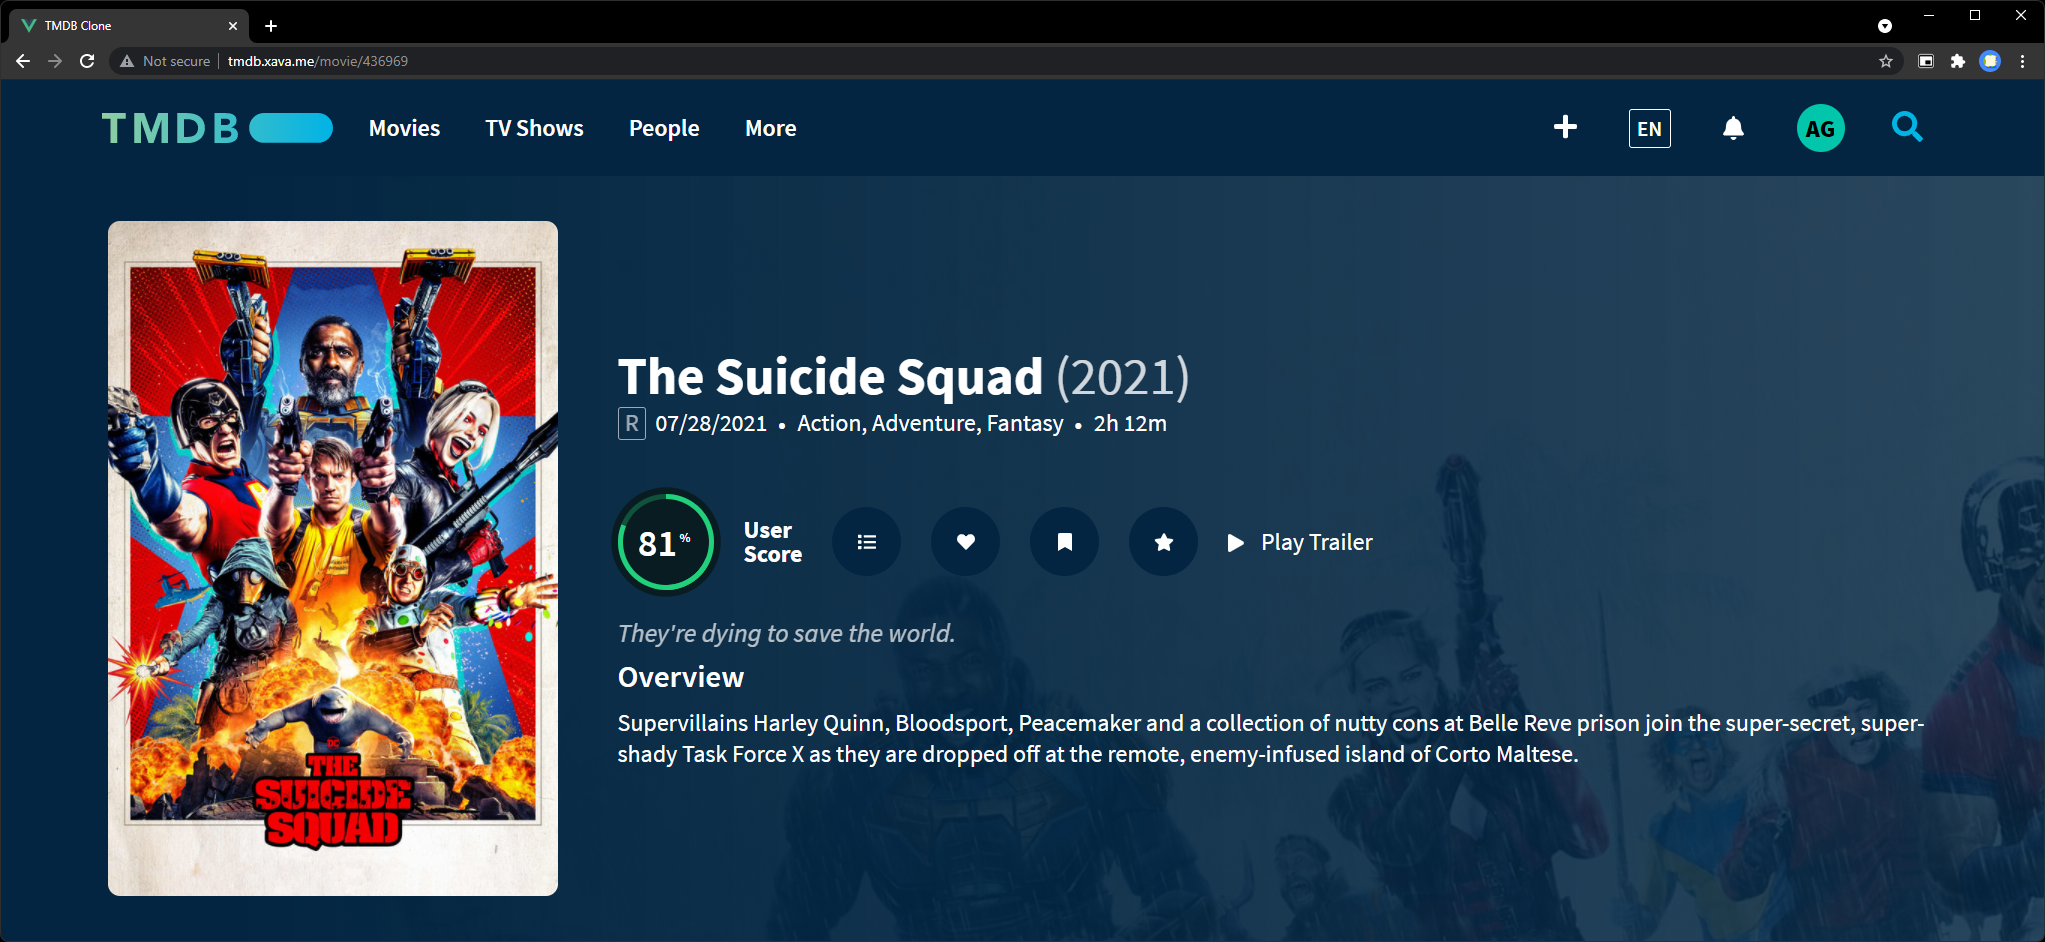 TMDB Clone
Not secure
tmdb.xava.me/movie/436969
TMDB
Movies
TV Shows
People
More
EN
AG
DC
THE
SUICIDE
SQUAD
The Suicide Squad (2021)
R 07/28/2021 • Action, Adventure, Fantasy • 2h 12m
81%
User
Score
Play Trailer
They're dying to save the world.
Overview
Supervillains Harley Quinn, Bloodsport, Peacemaker and a collection of nutty cons at Belle Reve prison join the super-secret, super-
shady Task Force X as they are dropped off at the remote, enemy-infused island of Corto Maltese.